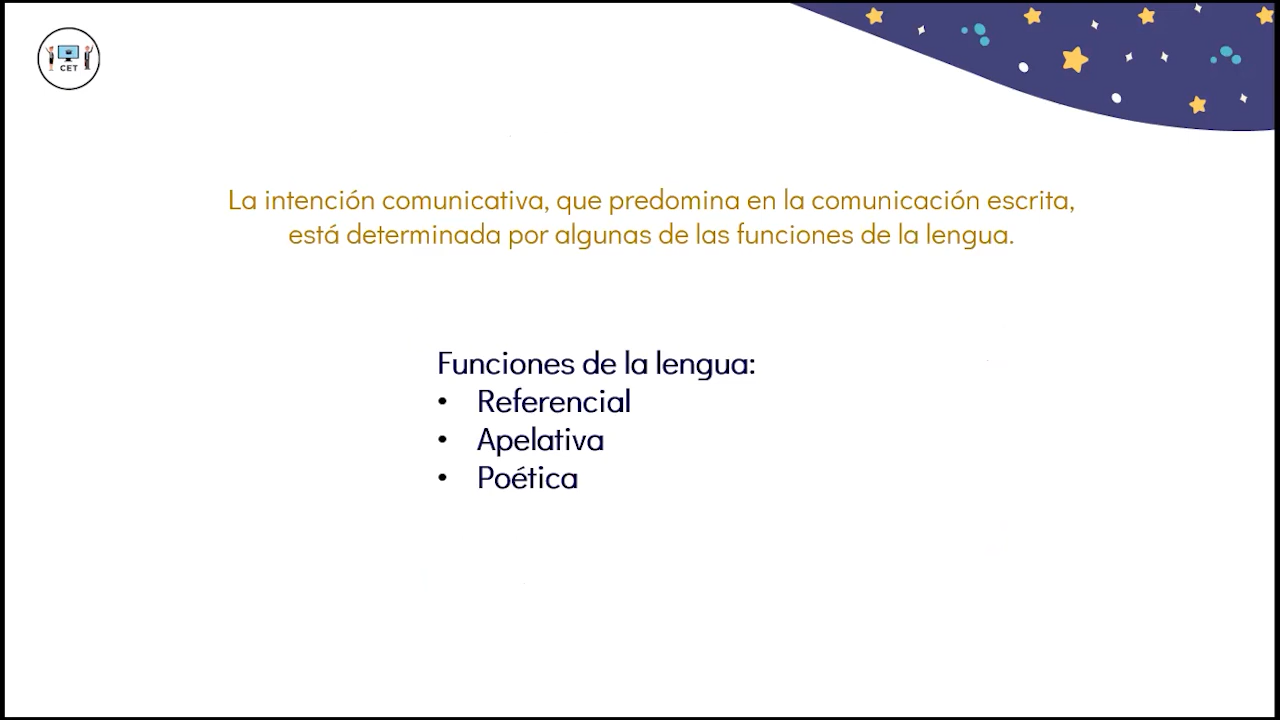 CET
La intención comunicativa, que predomina en la comunicación escrita,
está determinada por algunas de las funciones de la lengua.
Funciones de la lengua:
• Referencial
• Apelativa
• Poética